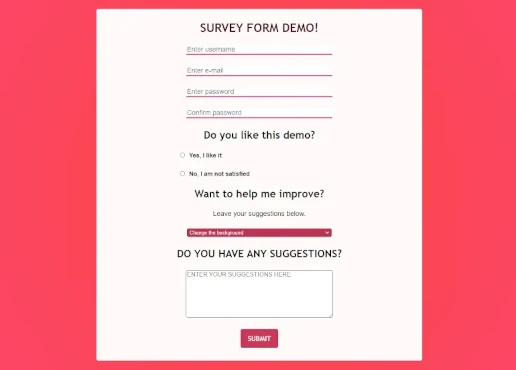 SURVEY FORM DEMO!
Enter username
Enter e-mail
Enter password
Confirm password
Do you like this demo?
Yes, I like it
No, I am not satisfied
Want to help me improve?
Leave your suggestions below.
Change the background
DO YOU HAVE ANY SUGGESTIONS?
ENTER YOUR SUGGESTIONS HERE.
SUBMIT